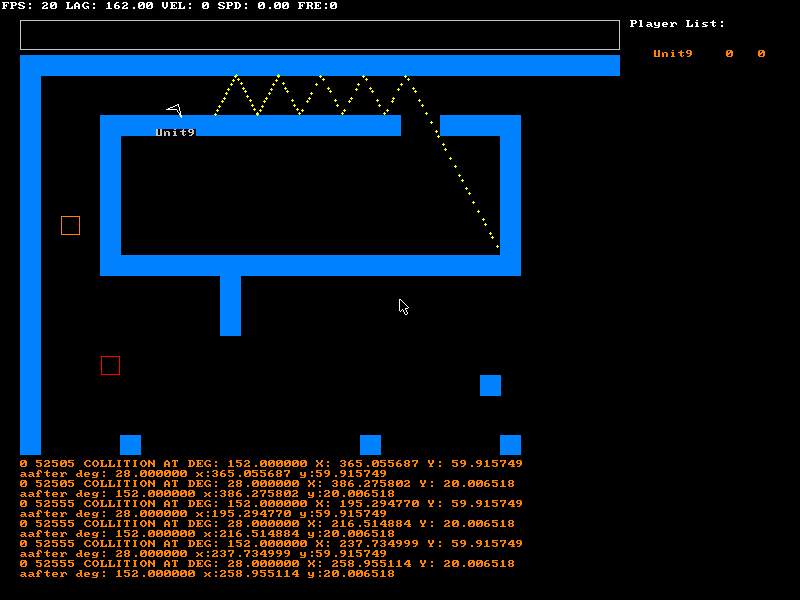 FPS: 20 LAG: 162.00 VEL: 0 SPD: 0.00 FRE:0
Player List:
Unit9 0 0
Unit9
0 52505 COLLITION AT DEG: 152.000000 X: 365.055687 Y: 59.915749
aafter deg: 28.000000 x:365.055687 y:59.915749
0 52505 COLLITION AT DEG: 28.000000 X: 386.275802 Y: 20.006518
aafter deg: 152.000000 x:386.275802 y:20.006518
0 52555 COLLITION AT DEG: 152.000000 X: 195.294770 Y: 59.915749
aafter deg: 28.000000 x:195.294770 y:59.915749
0 52555 COLLITION AT DEG: 28.000000 X: 216.514884 Y: 20.006518
aafter deg: 152.000000 x:216.514884 y:20.006518
0 52555 COLLITION AT DEG: 152.000000 X: 237.734999 Y: 59.915749
aafter deg: 28.000000 x:237.734999 y:59.915749
0 52555 COLLITION AT DEG: 28.000000 X: 258.955114 Y: 20.006518
aafter deg: 152.000000 x:258.955114 y:20.006518